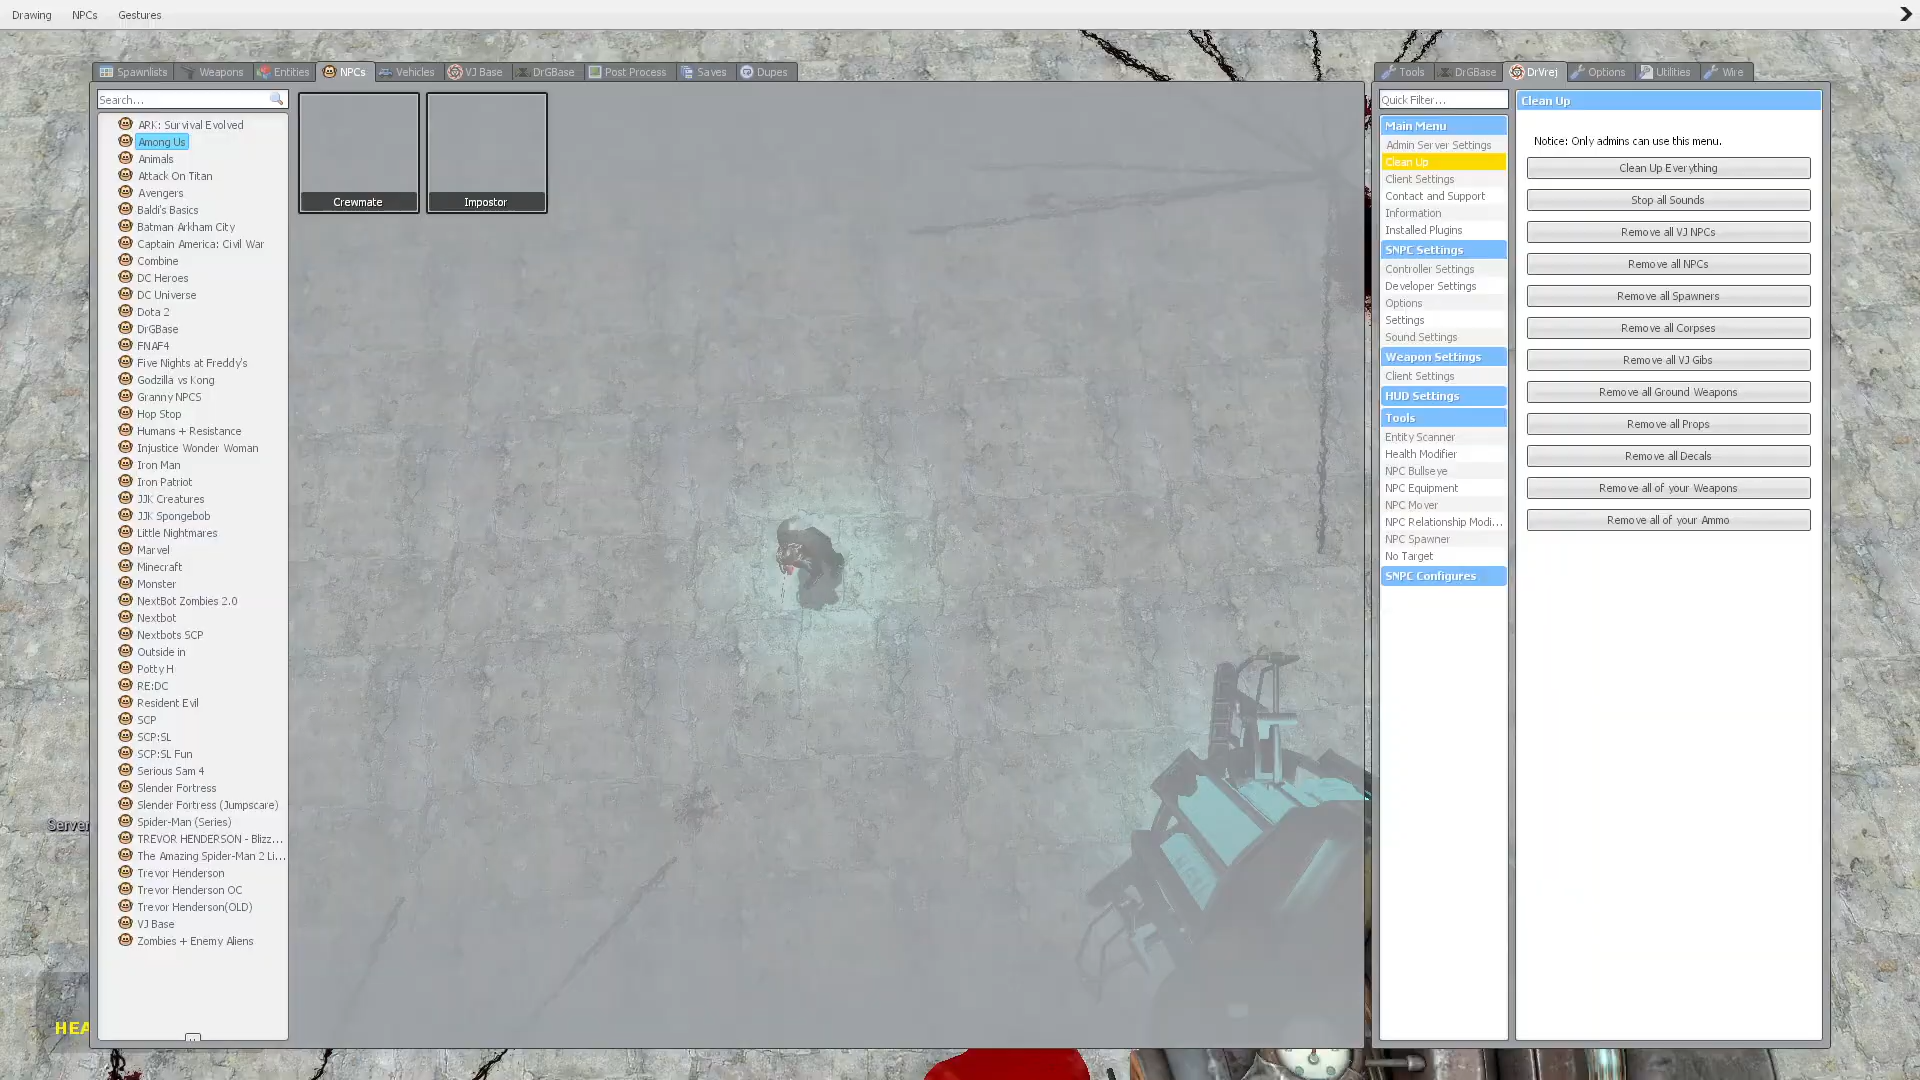 Drawing NPCs Gestures
Spawnlists Weapons Entities NPCs Vehicles VJ Base DrGBase Post Process Saves Dupes
Search...
ARK: Survival Evolved
Among Us
Animals
Attack On Titan
Avengers
Baldi's Basics
Batman Arkham City
Captain America: Civil War
Combine
DC Heroes
DC Universe
Dota 2
DrGBase
FNAF4
Five Nights at Freddy's
Godzilla vs Kong
Granny NPCS
Hop Stop
Humans + Resistance
Injustice Wonder Woman
Iron Man
Iron Patriot
JJK Creatures
JJK Spongebob
Little Nightmares
Marvel
Minecraft
Monster
NextBot Zombies 2.0
Nextbot
Nextbots SCP
Outside in
Potty H
RE:DC
Resident Evil
SCP
SCP:SL
SCP:SL Fun
Serious Sam 4
Slender Fortress
Slender Fortress (Jumpscare)
Spider-Man (Series)
TREVOR HENDERSON - Blizz...
The Amazing Spider-Man 2 Li...
Trevor Henderson
Trevor Henderson OC
Trevor Henderson(OLD)
VJ Base
Zombies + Enemy Aliens
Crewmate
Impostor
Server
HEA
Tools DrGBase DrVrej Options Utilities Wire
Quick Filter...
Main Menu
Admin Server Settings
Clean Up
Client Settings
Contact and Support
Information
Installed Plugins
SNPC Settings
Controller Settings
Developer Settings
Options
Settings
Sound Settings
Weapon Settings
Client Settings
HUD Settings
Tools
Entity Scanner
Health Modifier
NPC Bullseye
NPC Equipment
NPC Mover
NPC Relationship Modi...
NPC Spawner
No Target
SNPC Configures
Clean Up
Notice: Only admins can use this menu.
Clean Up Everything
Stop all Sounds
Remove all VJ NPCs
Remove all NPCs
Remove all Spawners
Remove all Corpses
Remove all VJ Gibs
Remove all Ground Weapons
Remove all Props
Remove all Decals
Remove all of your Weapons
Remove all of your Ammo